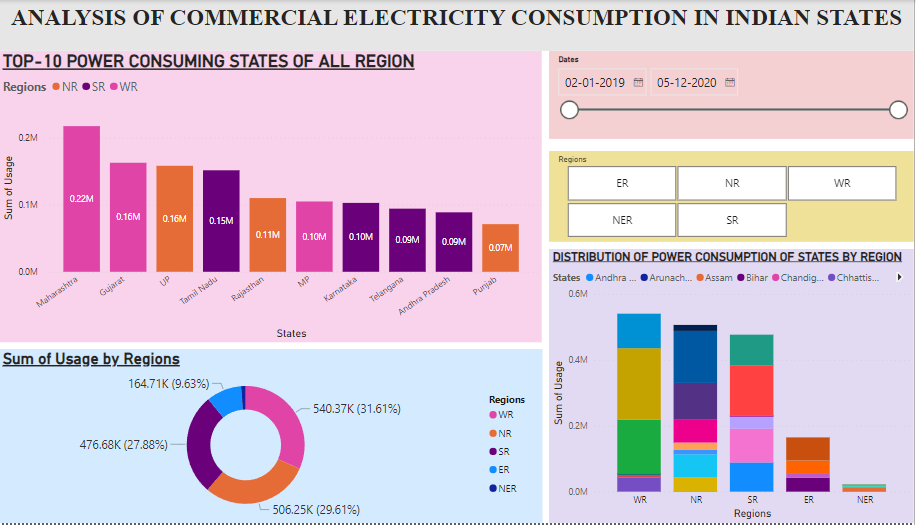 ANALYSIS OF COMMERCIAL ELECTRICITY CONSUMPTION IN INDIAN STATES
TOP-10 POWER CONSUMING STATES OF ALL REGION
Regions NR SR WR
Sum of Usage
0.2M
0.1M
0.0M
0.22M
0.16M
0.16M
0.15M
0.11M
0.10M
0.10M
0.09M
0.09M
0.07M
Maharashtra
Gujarat
UP
Tamil Nadu
Rajasthan
MP
Karnataka
Telangana
Andhra Pradesh
Punjab
States
Dates
02-01-2019 05-12-2020
Regions
ER NR WR
NER SR
Sum of Usage by Regions
164.71K (9.63%)
540.37K (31.61%)
476.68K (27.88%)
506.25K (29.61%)
Regions
WR
NR
SR
ER
NER
DISTRIBUTION OF POWER CONSUMPTION OF STATES BY REGION
States Andhra ... Arunach... Assam Bihar Chandig... Chhattis...
Sum of Usage
0.6M
0.4M
0.2M
0.0M
WR NR SR ER NER
Regions